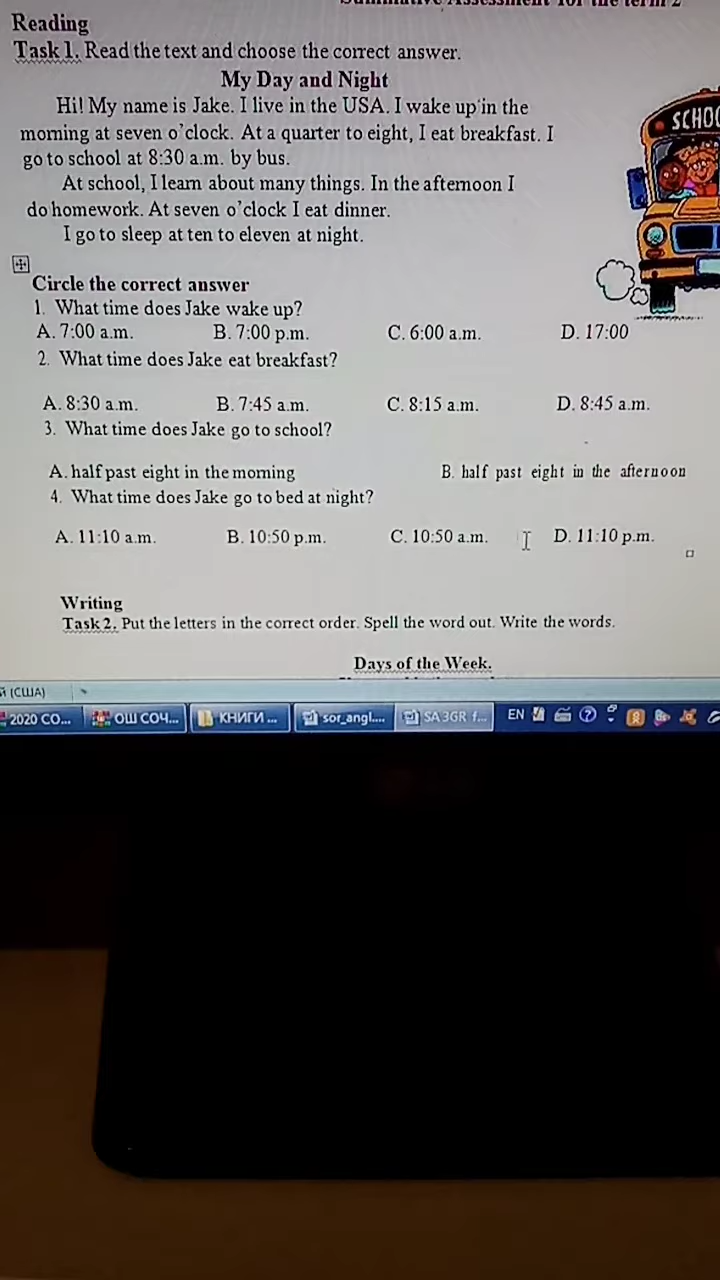 Summative Assessment for the term 2
Reading
Task 1. Read the text and choose the correct answer.
My Day and Night
Hi! My name is Jake. I live in the USA. I wake up in the
morning at seven o'clock. At a quarter to eight, I eat breakfast. I
go to school at 8:30 a.m. by bus.
At school, I learn about many things. In the afternoon I
do homework. At seven o'clock I eat dinner.
I go to sleep at ten to eleven at night.
SCHOO
Circle the correct answer
1. What time does Jake wake up?
A. 7:00 a.m. B. 7:00 p.m. C. 6:00 a.m. D. 17:00
2. What time does Jake eat breakfast?
A. 8:30 a.m. B. 7:45 a.m. C. 8:15 a.m. D. 8:45 a.m.
3. What time does Jake go to school?
A. half past eight in the morning B. half past eight in the afternoon
4. What time does Jake go to bed at night?
A. 11:10 a.m. B. 10:50 p.m. C. 10:50 a.m. D. 11:10 p.m.
Writing
Task 2. Put the letters in the correct order. Spell the word out. Write the words.
Days of the Week.
й (США)
2020 СО... ОШ СОЧ... КНИГИ ... sor_angl.... SA 3GR f... EN